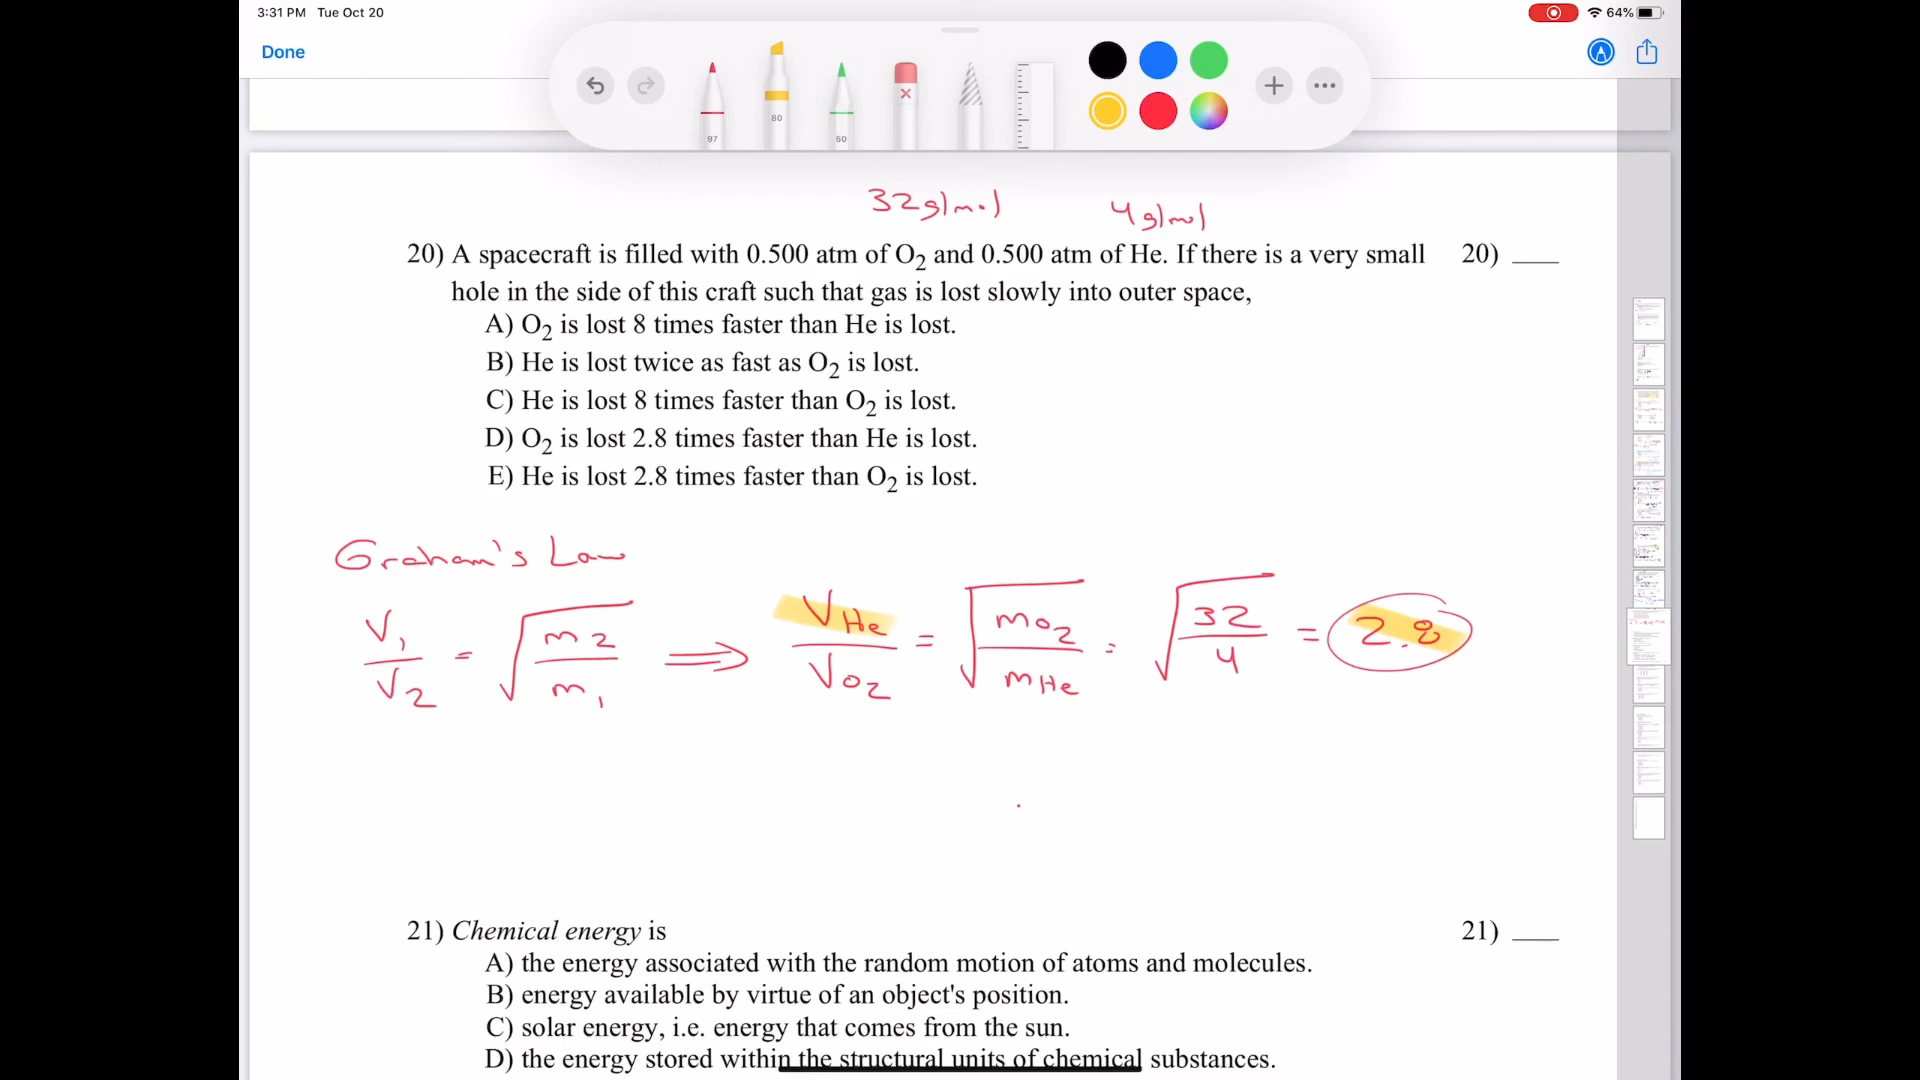 3:31 PM Tue Oct 20
64%
Done
97
80
50
32g/mol 4g/mol
20) A spacecraft is filled with 0.500 atm of O₂ and 0.500 atm of He. If there is a very small 20) ____
hole in the side of this craft such that gas is lost slowly into outer space,
A) O₂ is lost 8 times faster than He is lost.
B) He is lost twice as fast as O₂ is lost.
C) He is lost 8 times faster than O₂ is lost.
D) O₂ is lost 2.8 times faster than He is lost.
E) He is lost 2.8 times faster than O₂ is lost.
Graham's Law
V₁/V₂ = √(m₂/m₁) ⟹ V_He/V_O₂ = √(m_O₂/m_He) = √(32/4) = 2.8
21) Chemical energy is 21) ____
A) the energy associated with the random motion of atoms and molecules.
B) energy available by virtue of an object's position.
C) solar energy, i.e. energy that comes from the sun.
D) the energy stored within the structural units of chemical substances.